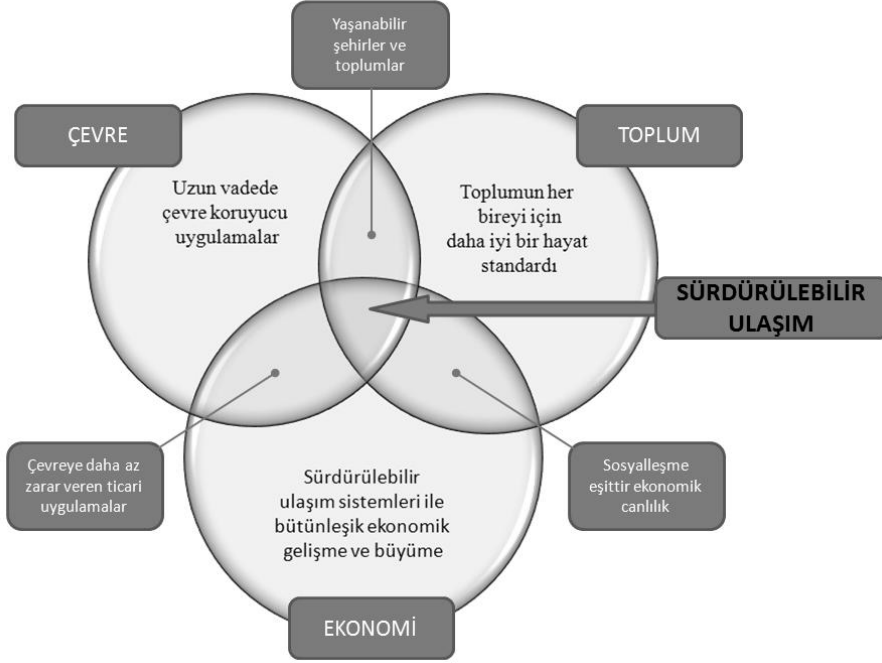 Yaşanabilir
şehirler ve
toplumlar
ÇEVRE
TOPLUM
Uzun vadede
çevre koruyucu
uygulamalar
Toplumun her
bireyi için
daha iyi bir hayat
standardı
SÜRDÜRÜLEBİLİR
ULAŞIM
Çevreye daha az
zarar veren ticari
uygulamalar
Sürdürülebilir
ulaşım sistemleri ile
bütünleşik ekonomik
gelişme ve büyüme
Sosyalleşme
eşittir ekonomik
canlılık
EKONOMİ